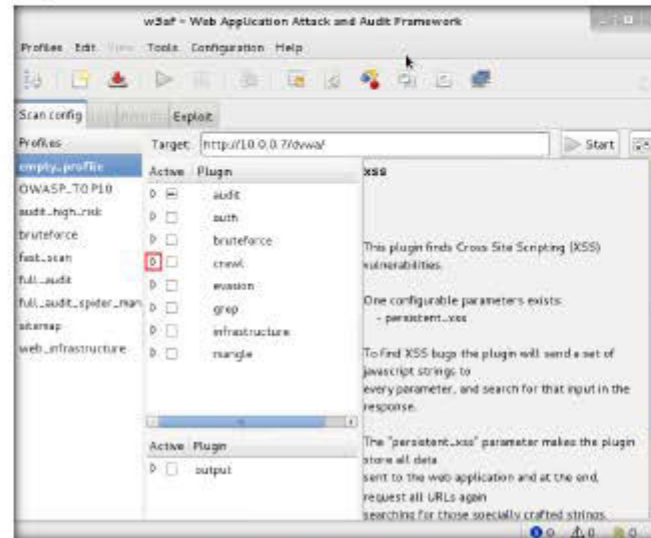 w3af - Web Application Attack and Audit Framework
Profiles Edit View Tools Configuration Help
Scan config Exploit
Profiles
empty_profile
OWASP_TOP10
audit_high_risk
bruteforce
fast_scan
full_audit
full_audit_spider_man
sitemap
web_infrastructure
Target: http://10.0.0.7/dvwa/ Start
Active Plugin
audit
auth
bruteforce
crawl
evasion
grep
infrastructure
mangle
Active Plugin
output
xss
This plugin finds Cross Site Scripting (XSS)
vulnerabilities.
One configurable parameters exists:
- persistent_xss
To find XSS bugs the plugin will send a set of
javascript strings to
every parameter, and search for that input in the
response.
The "persistent_xss" parameter makes the plugin
store all data
sent to the web application and at the end,
request all URLs again
searching for those specially crafted strings.
0 0 0